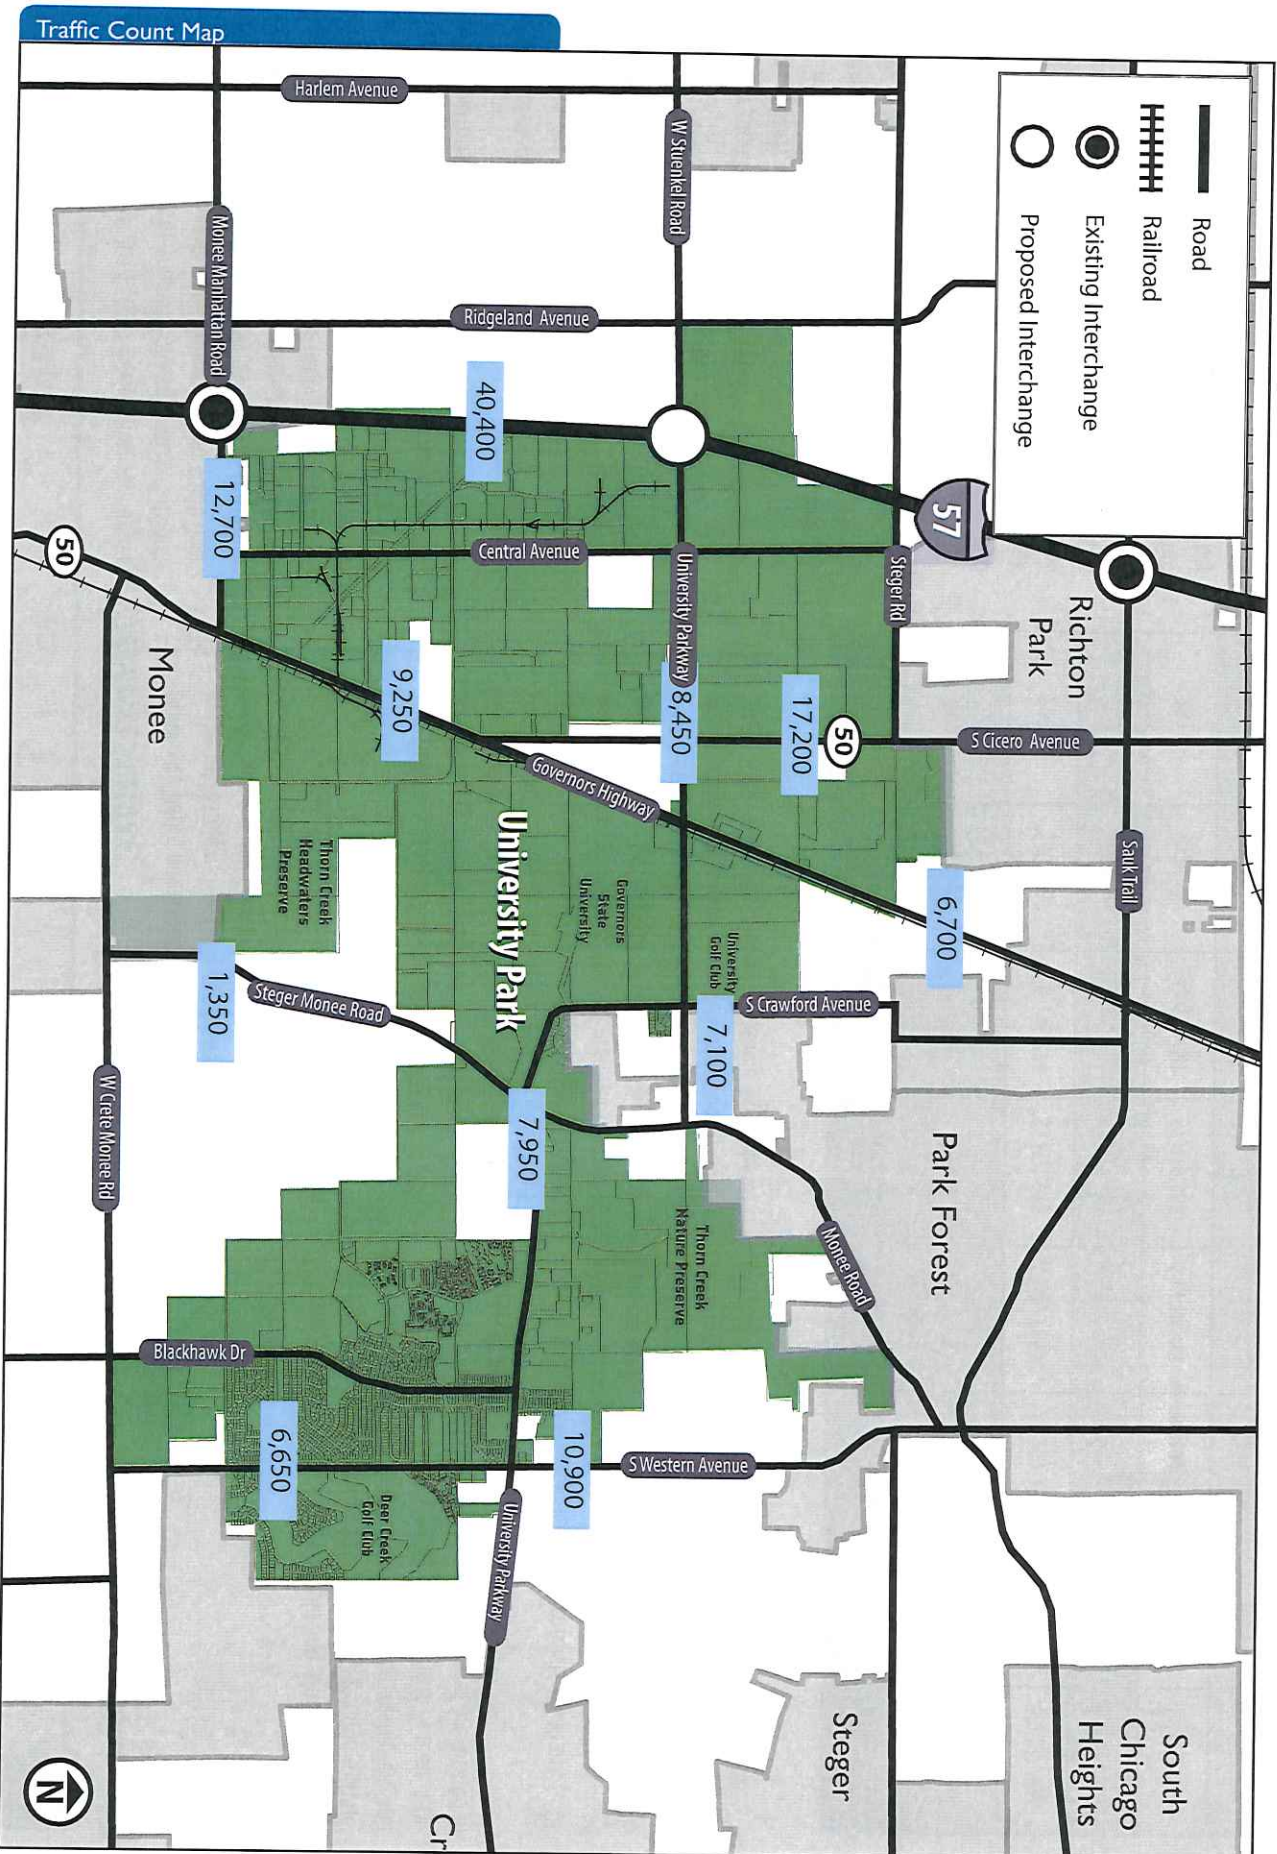 Traffic Count Map
Road
Railroad
Existing Interchange
Proposed Interchange
Harlem Avenue
W Stuenkel Road
Monee Manhattan Road
Ridgeland Avenue
40,400
57
12,700
50
Central Avenue
University Parkway
Steger Rd
Richton
Park
Monee
9,250
8,450
17,200
50
S Cicero Avenue
Governors Highway
Sauk Trail
University Park
Governors
State
University
Thorn Creek
Headwaters
Preserve
University
Golf Club
6,700
1,350
Steger Monee Road
S Crawford Avenue
7,100
W Crete Monee Rd
7,950
Park Forest
Thorn Creek
Nature Preserve
Monee Road
Blackhawk Dr
6,650
10,900
S Western Avenue
Deer Creek
Golf Club
University Parkway
Steger
South
Chicago
Heights
Cr
N